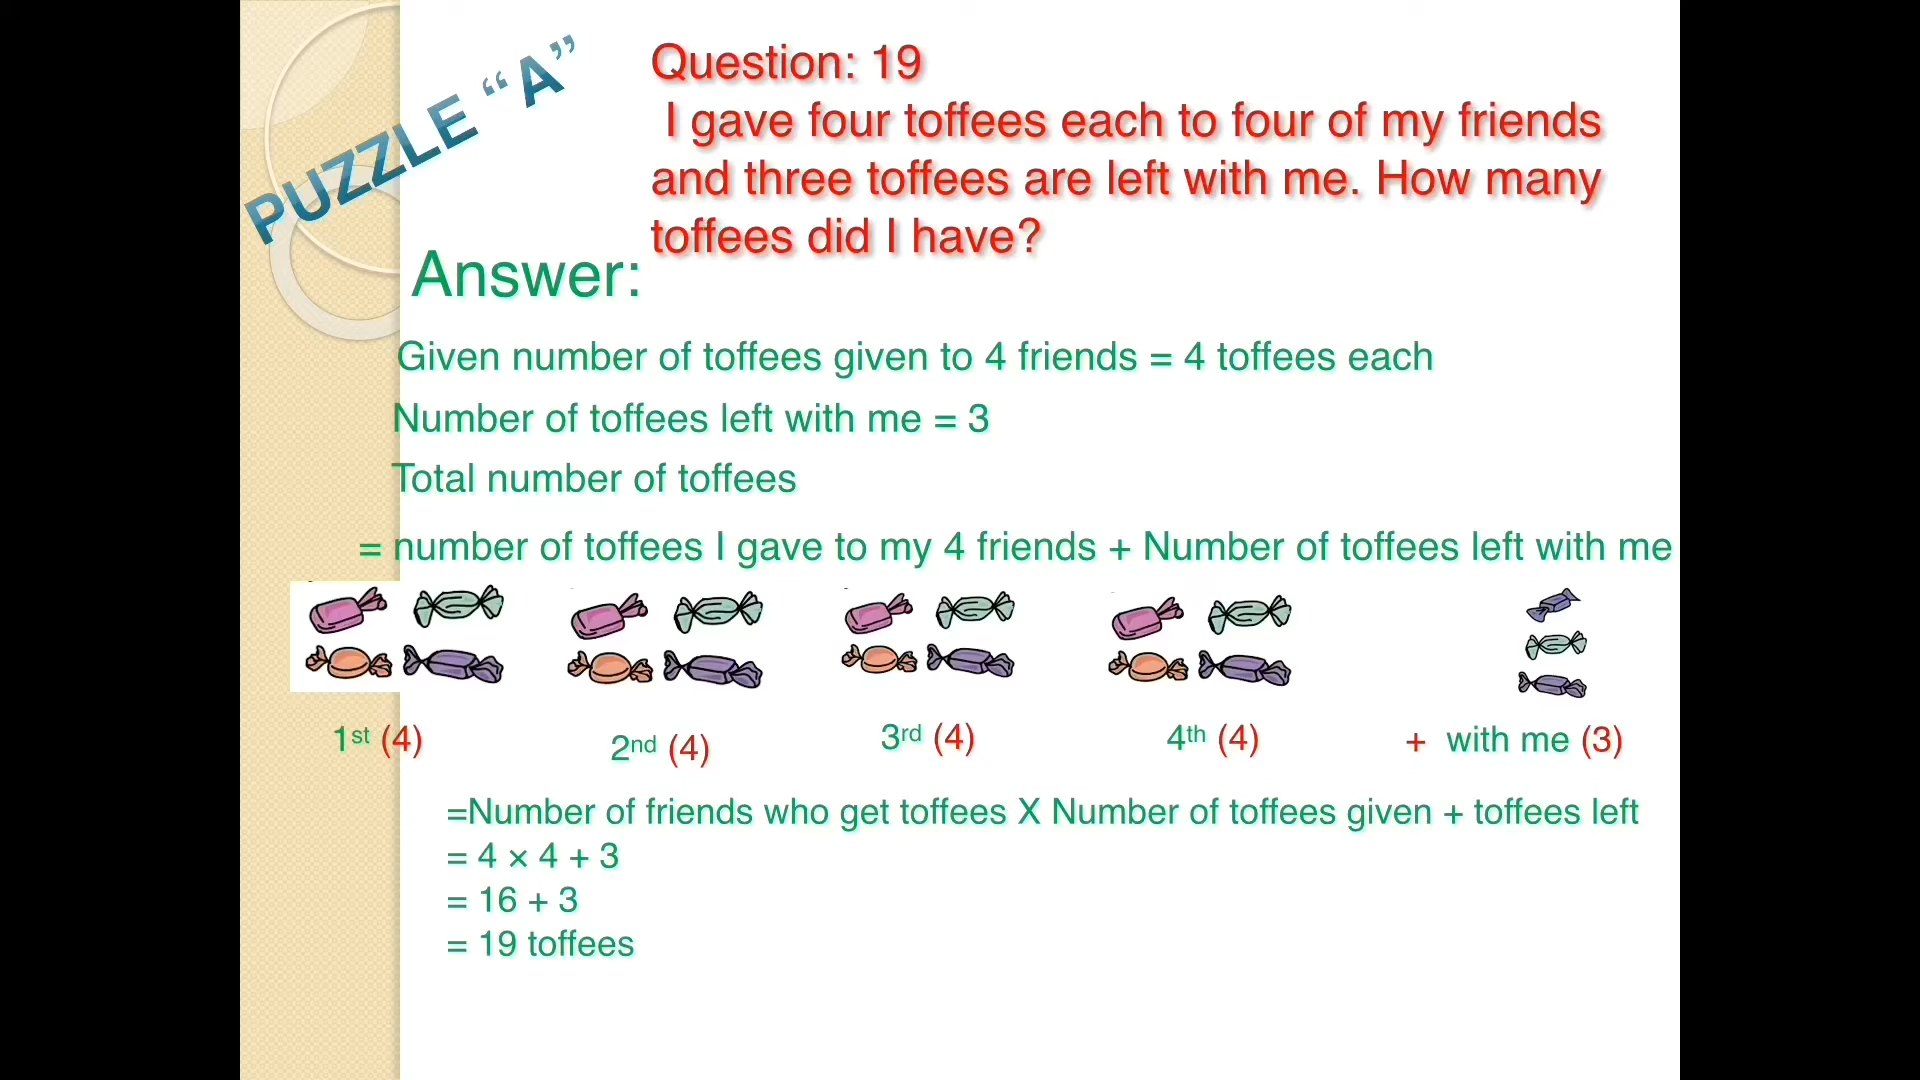 PUZZLE “A”
Question: 19
I gave four toffees each to four of my friends
and three toffees are left with me. How many
toffees did I have?
Answer:
Given number of toffees given to 4 friends = 4 toffees each
Number of toffees left with me = 3
Total number of toffees
= number of toffees I gave to my 4 friends + Number of toffees left with me
1st (4) 2nd (4) 3rd (4) 4th (4) + with me (3)
=Number of friends who get toffees X Number of toffees given + toffees left
= 4 × 4 + 3
= 16 + 3
= 19 toffees